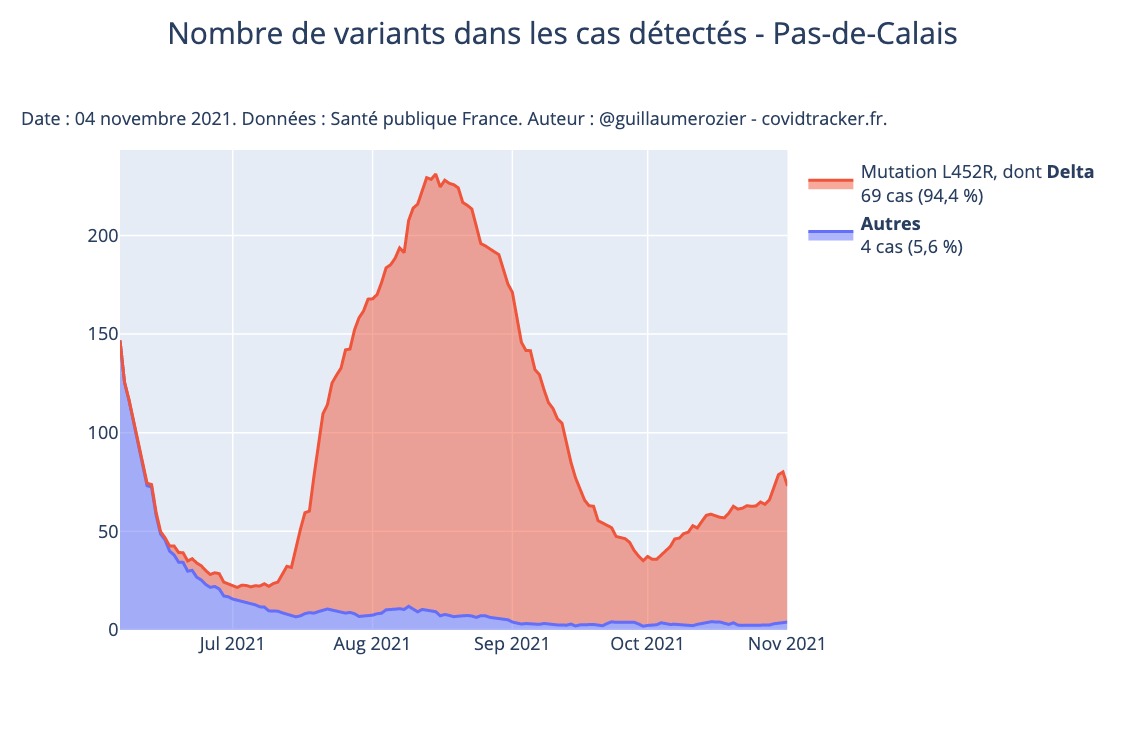 Nombre de variants dans les cas détectés - Pas-de-Calais
Date : 04 novembre 2021. Données : Santé publique France. Auteur : @guillaumerozier - covidtracker.fr.
Mutation L452R, dont Delta
69 cas (94,4 %)
Autres
4 cas (5,6 %)
200
150
100
50
0
Jul 2021 Aug 2021 Sep 2021 Oct 2021 Nov 2021